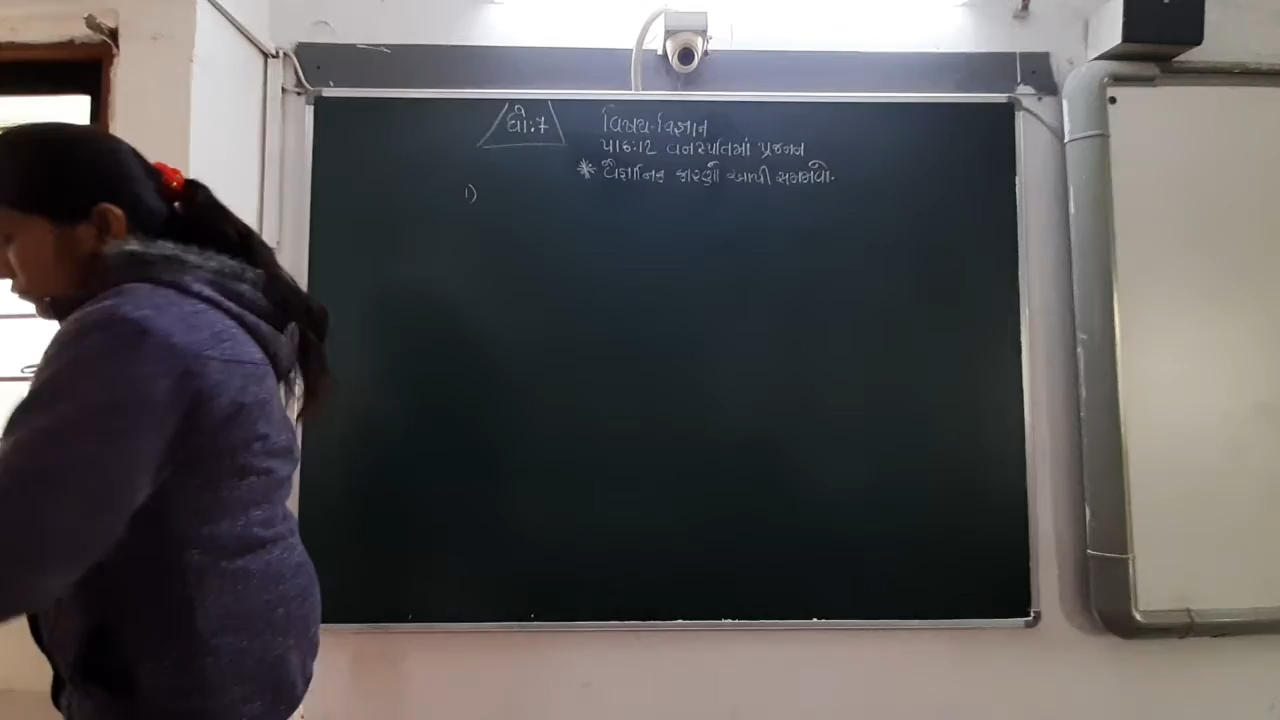 ધો:7
વિષય-વિજ્ઞાન
પાઠ:12 વનસ્પતિમાં પ્રજનન
* વૈજ્ઞાનિક કારણો આપી સમજાવો.
1)